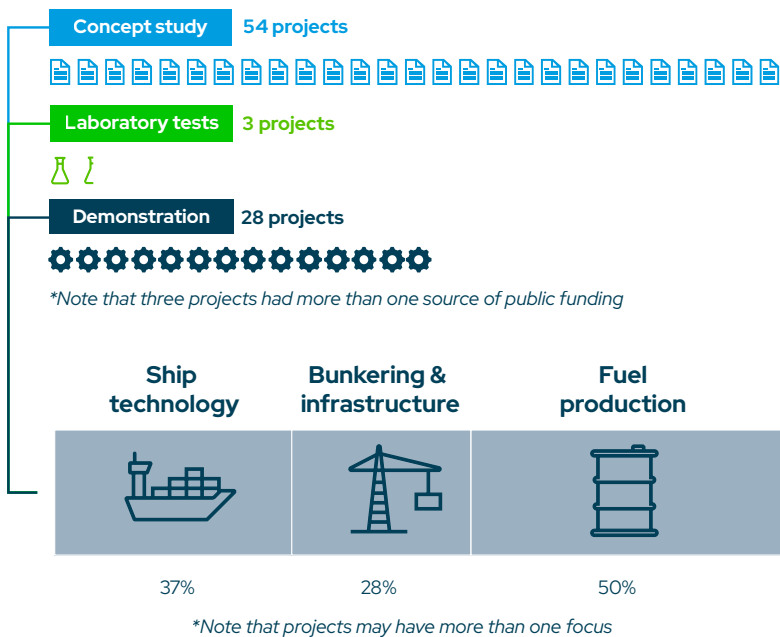 Concept study 54 projects
Laboratory tests 3 projects
Demonstration 28 projects
*Note that three projects had more than one source of public funding
Ship technology
Bunkering & infrastructure
Fuel production
37% 28% 50%
*Note that projects may have more than one focus